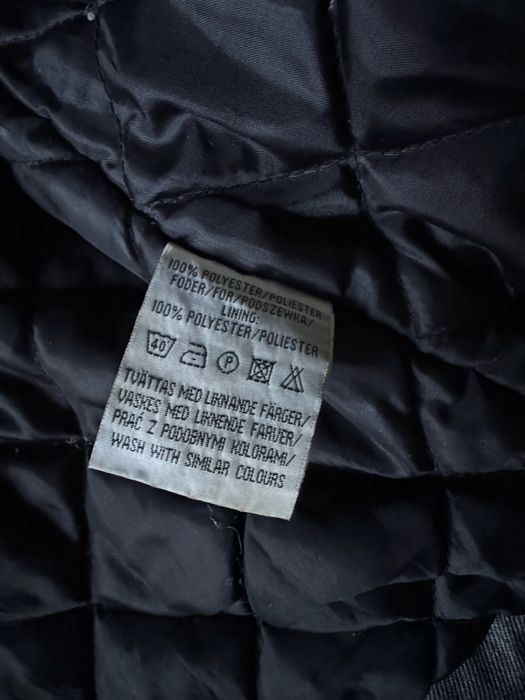 100% POLYESTER/POLIESTER
FODER/FOR/PODSZEWKA/
LINING:
100% POLYESTER/POLIESTER
40 P
TVÄTTAS MED LIKNANDE FÄRGER/
VASKES MED LIKNENDE FARVER/
PRAC Z PODOBNYMI KOLORAMI/
WASH WITH SIMILAR COLOURS